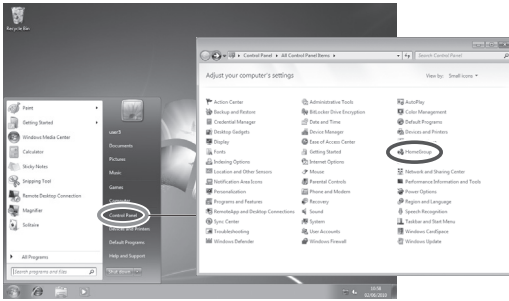 Recycle Bin
Control Panel
All Control Panel Items
Search Control Panel
Adjust your computer's settings
View by: Small icons
Action Center
Administrative Tools
AutoPlay
Backup and Restore
BitLocker Drive Encryption
Color Management
Credential Manager
Date and Time
Default Programs
Desktop Gadgets
Device Manager
Devices and Printers
Display
Ease of Access Center
Fonts
Getting Started
HomeGroup
Indexing Options
Internet Options
Location and Other Sensors
Mouse
Network and Sharing Center
Notification Area Icons
Parental Controls
Performance Information and Tools
Personalization
Phone and Modem
Power Options
Programs and Features
Recovery
Region and Language
RemoteApp and Desktop Connections
Sound
Speech Recognition
Sync Center
System
Taskbar and Start Menu
Troubleshooting
User Accounts
Windows CardSpace
Windows Defender
Windows Firewall
Windows Update
Paint
Getting Started
Windows Media Center
Calculator
Sticky Notes
Snipping Tool
Remote Desktop Connection
Magnifier
Solitaire
All Programs
Search programs and files
user5
Documents
Pictures
Music
Games
Computer
Control Panel
Devices and Printers
Default Programs
Help and Support
Shut down
10:56
02/06/2010